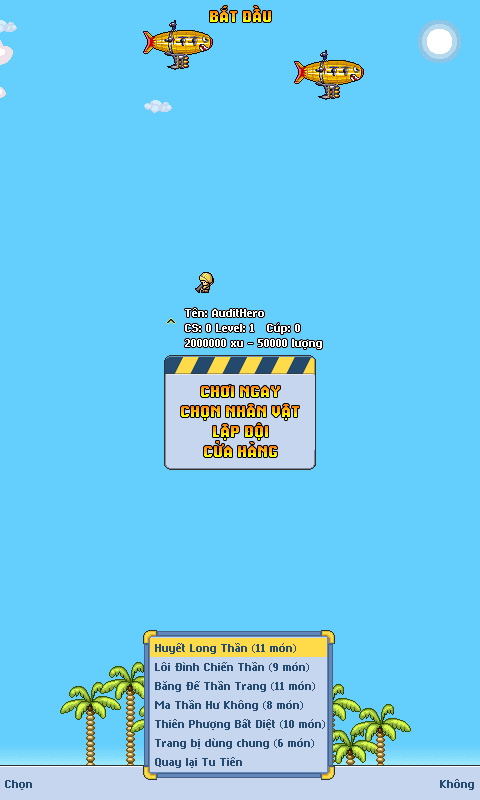 BẮT ĐẦU
Tên: AuditHero
CS: 0 Level: 1 Cúp: 0
2000000 xu - 50000 lượng
CHƠI NGAY
CHỌN NHÂN VẬT
LẬP ĐỘI
CỬA HÀNG
Huyết Long Thần (11 món)
Lôi Đình Chiến Thần (9 món)
Băng Đế Thần Trang (11 món)
Ma Thần Hư Không (8 món)
Thiên Phượng Bất Diệt (10 món)
Trang bị dùng chung (6 món)
Quay lại Tu Tiên
Chọn
Không